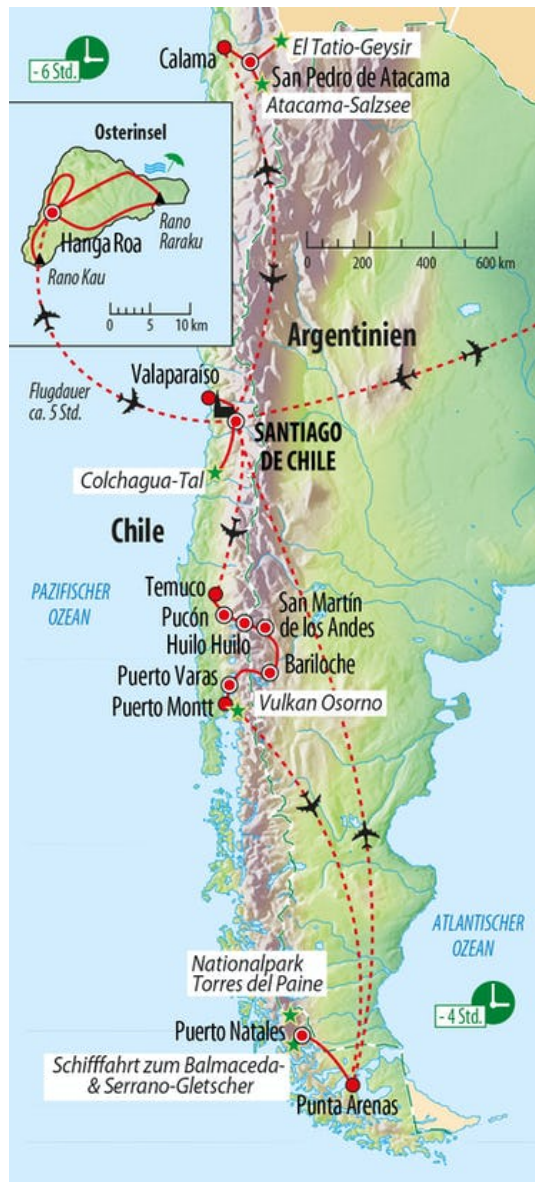 - 6 Std.
Calama
El Tatio-Geysir
San Pedro de Atacama
Atacama-Salzsee
Osterinsel
Hanga Roa
Rano
Raraku
Rano Kau
0 5 10 km
0 200 400 600 km
Argentinien
Flugdauer
ca. 5 Std.
Valparaíso
SANTIAGO
DE CHILE
Colchagua-Tal
Chile
PAZIFISCHER
OZEAN
Temuco
Pucón
Huilo Huilo
San Martín
de los Andes
Bariloche
Puerto Varas
Puerto Montt
Vulkan Osorno
ATLANTISCHER
OZEAN
Nationalpark
Torres del Paine
- 4 Std.
Puerto Natales
Schifffahrt zum Balmaceda-
& Serrano-Gletscher
Punta Arenas